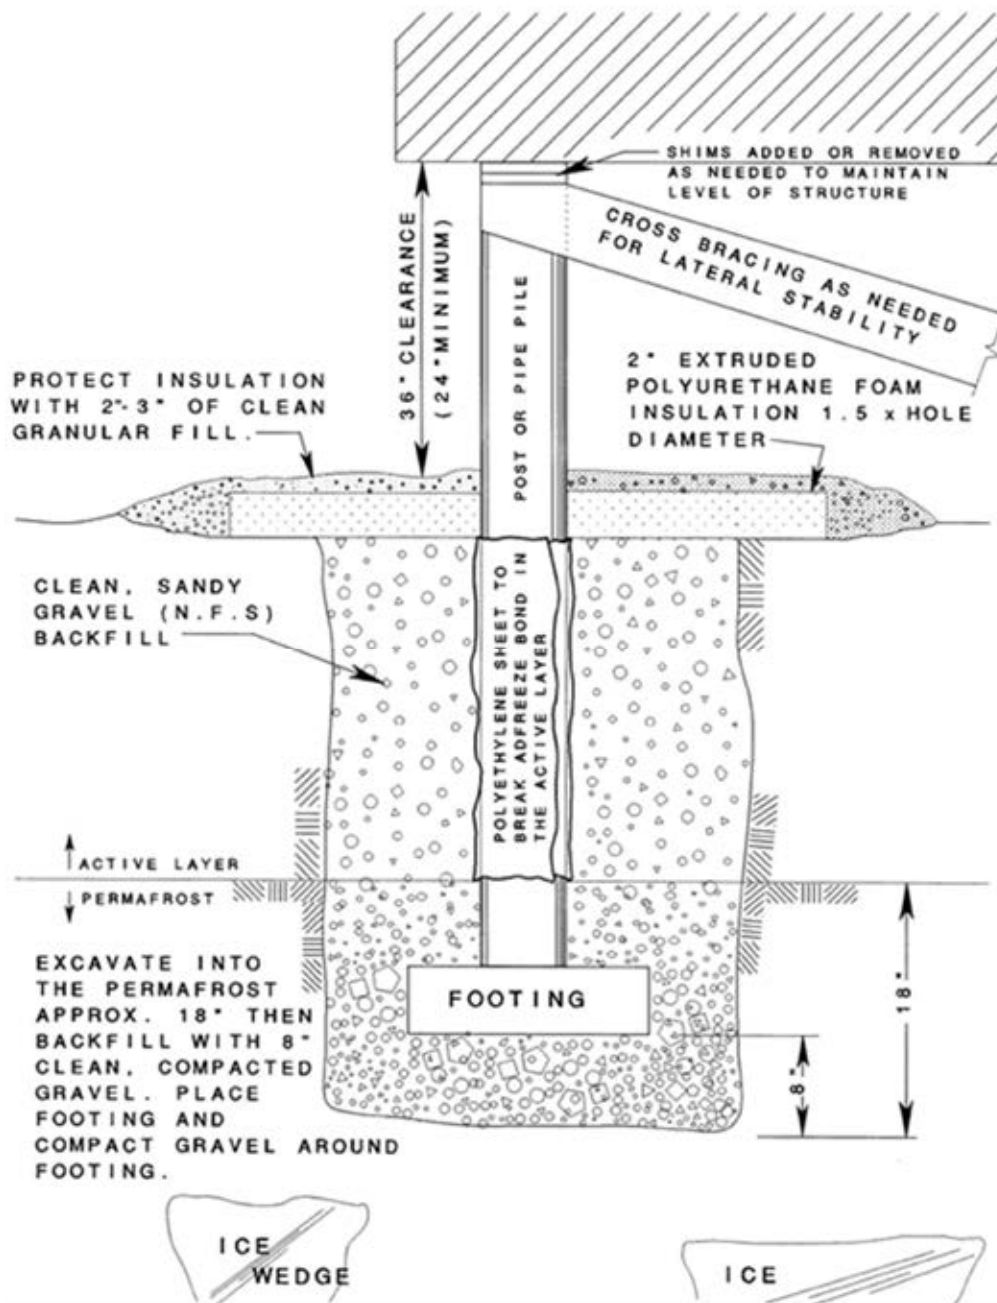 SHIMS ADDED OR REMOVED
AS NEEDED TO MAINTAIN
LEVEL OF STRUCTURE
CROSS BRACING AS NEEDED
FOR LATERAL STABILITY
36" CLEARANCE
(24" MINIMUM)
POST OR PIPE PILE
2" EXTRUDED
POLYURETHANE FOAM
INSULATION 1.5 x HOLE
DIAMETER
PROTECT INSULATION
WITH 2"-3" OF CLEAN
GRANULAR FILL.
CLEAN, SANDY
GRAVEL (N.F.S)
BACKFILL
POLYETHYLENE SHEET TO
BREAK ADFREEZE BOND IN
THE ACTIVE LAYER
ACTIVE LAYER
PERMAFROST
EXCAVATE INTO
THE PERMAFROST
APPROX. 18" THEN
BACKFILL WITH 8"
CLEAN, COMPACTED
GRAVEL. PLACE
FOOTING AND
COMPACT GRAVEL AROUND
FOOTING.
FOOTING
18"
8"
ICE
WEDGE
ICE